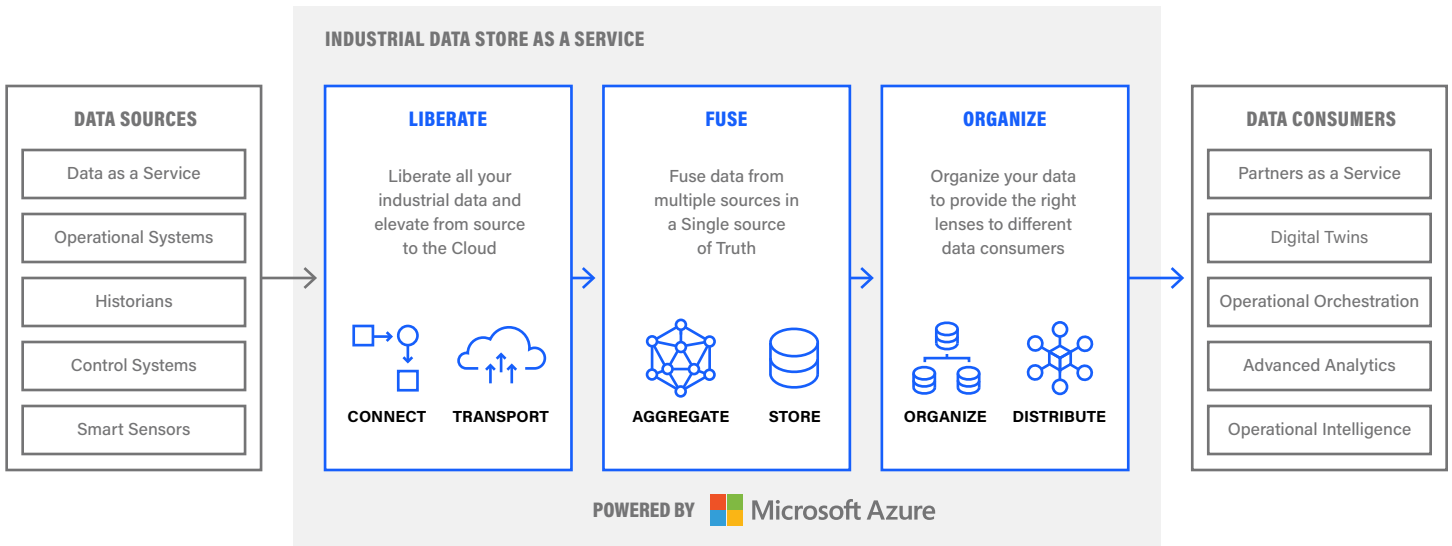 INDUSTRIAL DATA STORE AS A SERVICE
DATA SOURCES
Data as a Service
Operational Systems
Historians
Control Systems
Smart Sensors
LIBERATE
Liberate all your
industrial data and
elevate from source
to the Cloud
CONNECT
TRANSPORT
FUSE
Fuse data from
multiple sources in
a Single source
of Truth
AGGREGATE
STORE
ORGANIZE
Organize your data
to provide the right
lenses to different
data consumers
ORGANIZE
DISTRIBUTE
DATA CONSUMERS
Partners as a Service
Digital Twins
Operational Orchestration
Advanced Analytics
Operational Intelligence
POWERED BY Microsoft Azure